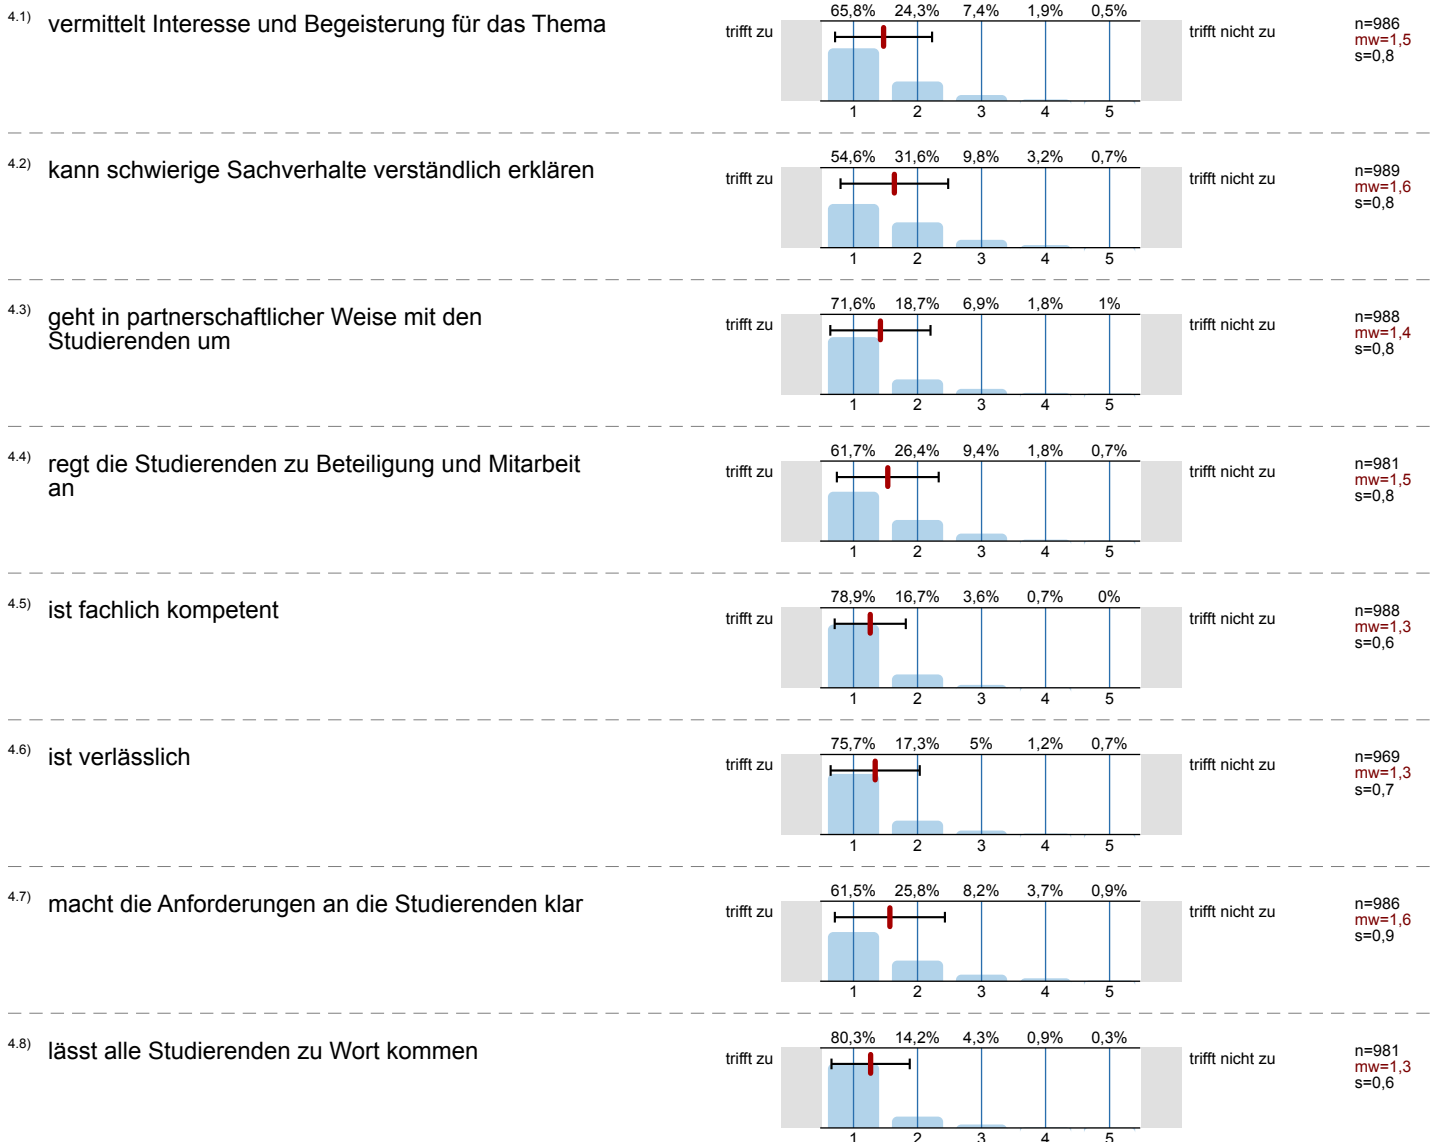 4.1) vermittelt Interesse und Begeisterung für das Thema
65,8% 24,3% 7,4% 1,9% 0,5%
trifft zu trifft nicht zu
n=986
mw=1,5
s=0,8
1 2 3 4 5
4.2) kann schwierige Sachverhalte verständlich erklären
54,6% 31,6% 9,8% 3,2% 0,7%
trifft zu trifft nicht zu
n=989
mw=1,6
s=0,8
1 2 3 4 5
4.3) geht in partnerschaftlicher Weise mit den
Studierenden um
71,6% 18,7% 6,9% 1,8% 1%
trifft zu trifft nicht zu
n=988
mw=1,4
s=0,8
1 2 3 4 5
4.4) regt die Studierenden zu Beteiligung und Mitarbeit
an
61,7% 26,4% 9,4% 1,8% 0,7%
trifft zu trifft nicht zu
n=981
mw=1,5
s=0,8
1 2 3 4 5
4.5) ist fachlich kompetent
78,9% 16,7% 3,6% 0,7% 0%
trifft zu trifft nicht zu
n=988
mw=1,3
s=0,6
1 2 3 4 5
4.6) ist verlässlich
75,7% 17,3% 5% 1,2% 0,7%
trifft zu trifft nicht zu
n=969
mw=1,3
s=0,7
1 2 3 4 5
4.7) macht die Anforderungen an die Studierenden klar
61,5% 25,8% 8,2% 3,7% 0,9%
trifft zu trifft nicht zu
n=986
mw=1,6
s=0,9
1 2 3 4 5
4.8) lässt alle Studierenden zu Wort kommen
80,3% 14,2% 4,3% 0,9% 0,3%
trifft zu trifft nicht zu
n=981
mw=1,3
s=0,6
1 2 3 4 5